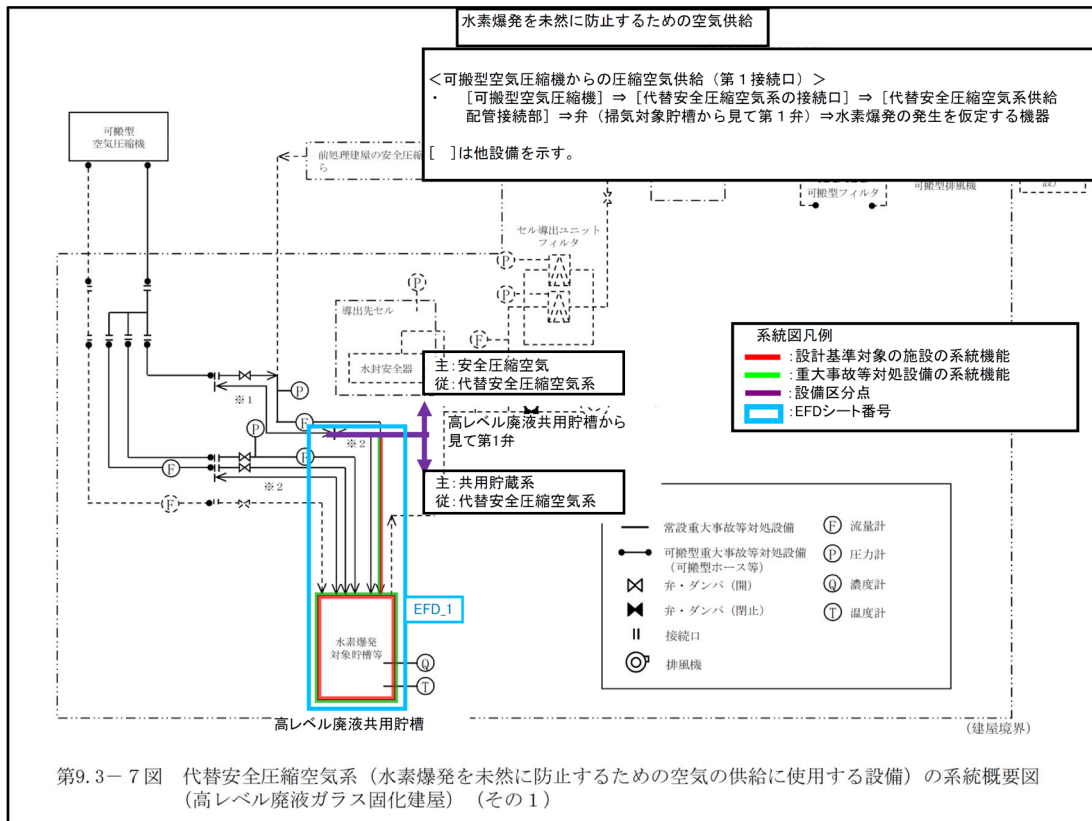 水素爆発を未然に防止するための空気供給
＜可搬型空気圧縮機からの圧縮空気供給（第１接続口）＞
・　［可搬型空気圧縮機］⇒［代替安全圧縮空気系の接続口］⇒［代替安全圧縮空気系供給
配管接続部］⇒弁（掃気対象貯槽から見て第１弁）⇒水素爆発の発生を仮定する機器
［　］は他設備を示す。
可搬型
空気圧縮機
前処理建屋の安全圧縮
ら
可搬型フィルタ
可搬型排風機
設）
セル導出ユニット
フィルタ
P
P
P
F
導出先セル
水封安全器
系統図凡例
：設計基準対象の施設の系統機能
：重大事故等対処設備の系統機能
：設備区分点
：EFDシート番号
主：安全圧縮空気
従：代替安全圧縮空気系
高レベル廃液共用貯槽から
見て第1弁
主：共用貯蔵系
従：代替安全圧縮空気系
※1
P
F
P
※2
F
F
※2
F
EFD_1
水素爆発
対象貯槽等
Q
T
高レベル廃液共用貯槽
常設重大事故等対処設備
可搬型重大事故等対処設備
（可搬型ホース等）
弁・ダンパ（開）
弁・ダンパ（閉止）
接続口
排風機
F 流量計
P 圧力計
Q 濃度計
T 温度計
（建屋境界）
第9.3－７図　代替安全圧縮空気系（水素爆発を未然に防止するための空気の供給に使用する設備）の系統概要図
（高レベル廃液ガラス固化建屋）（その１）